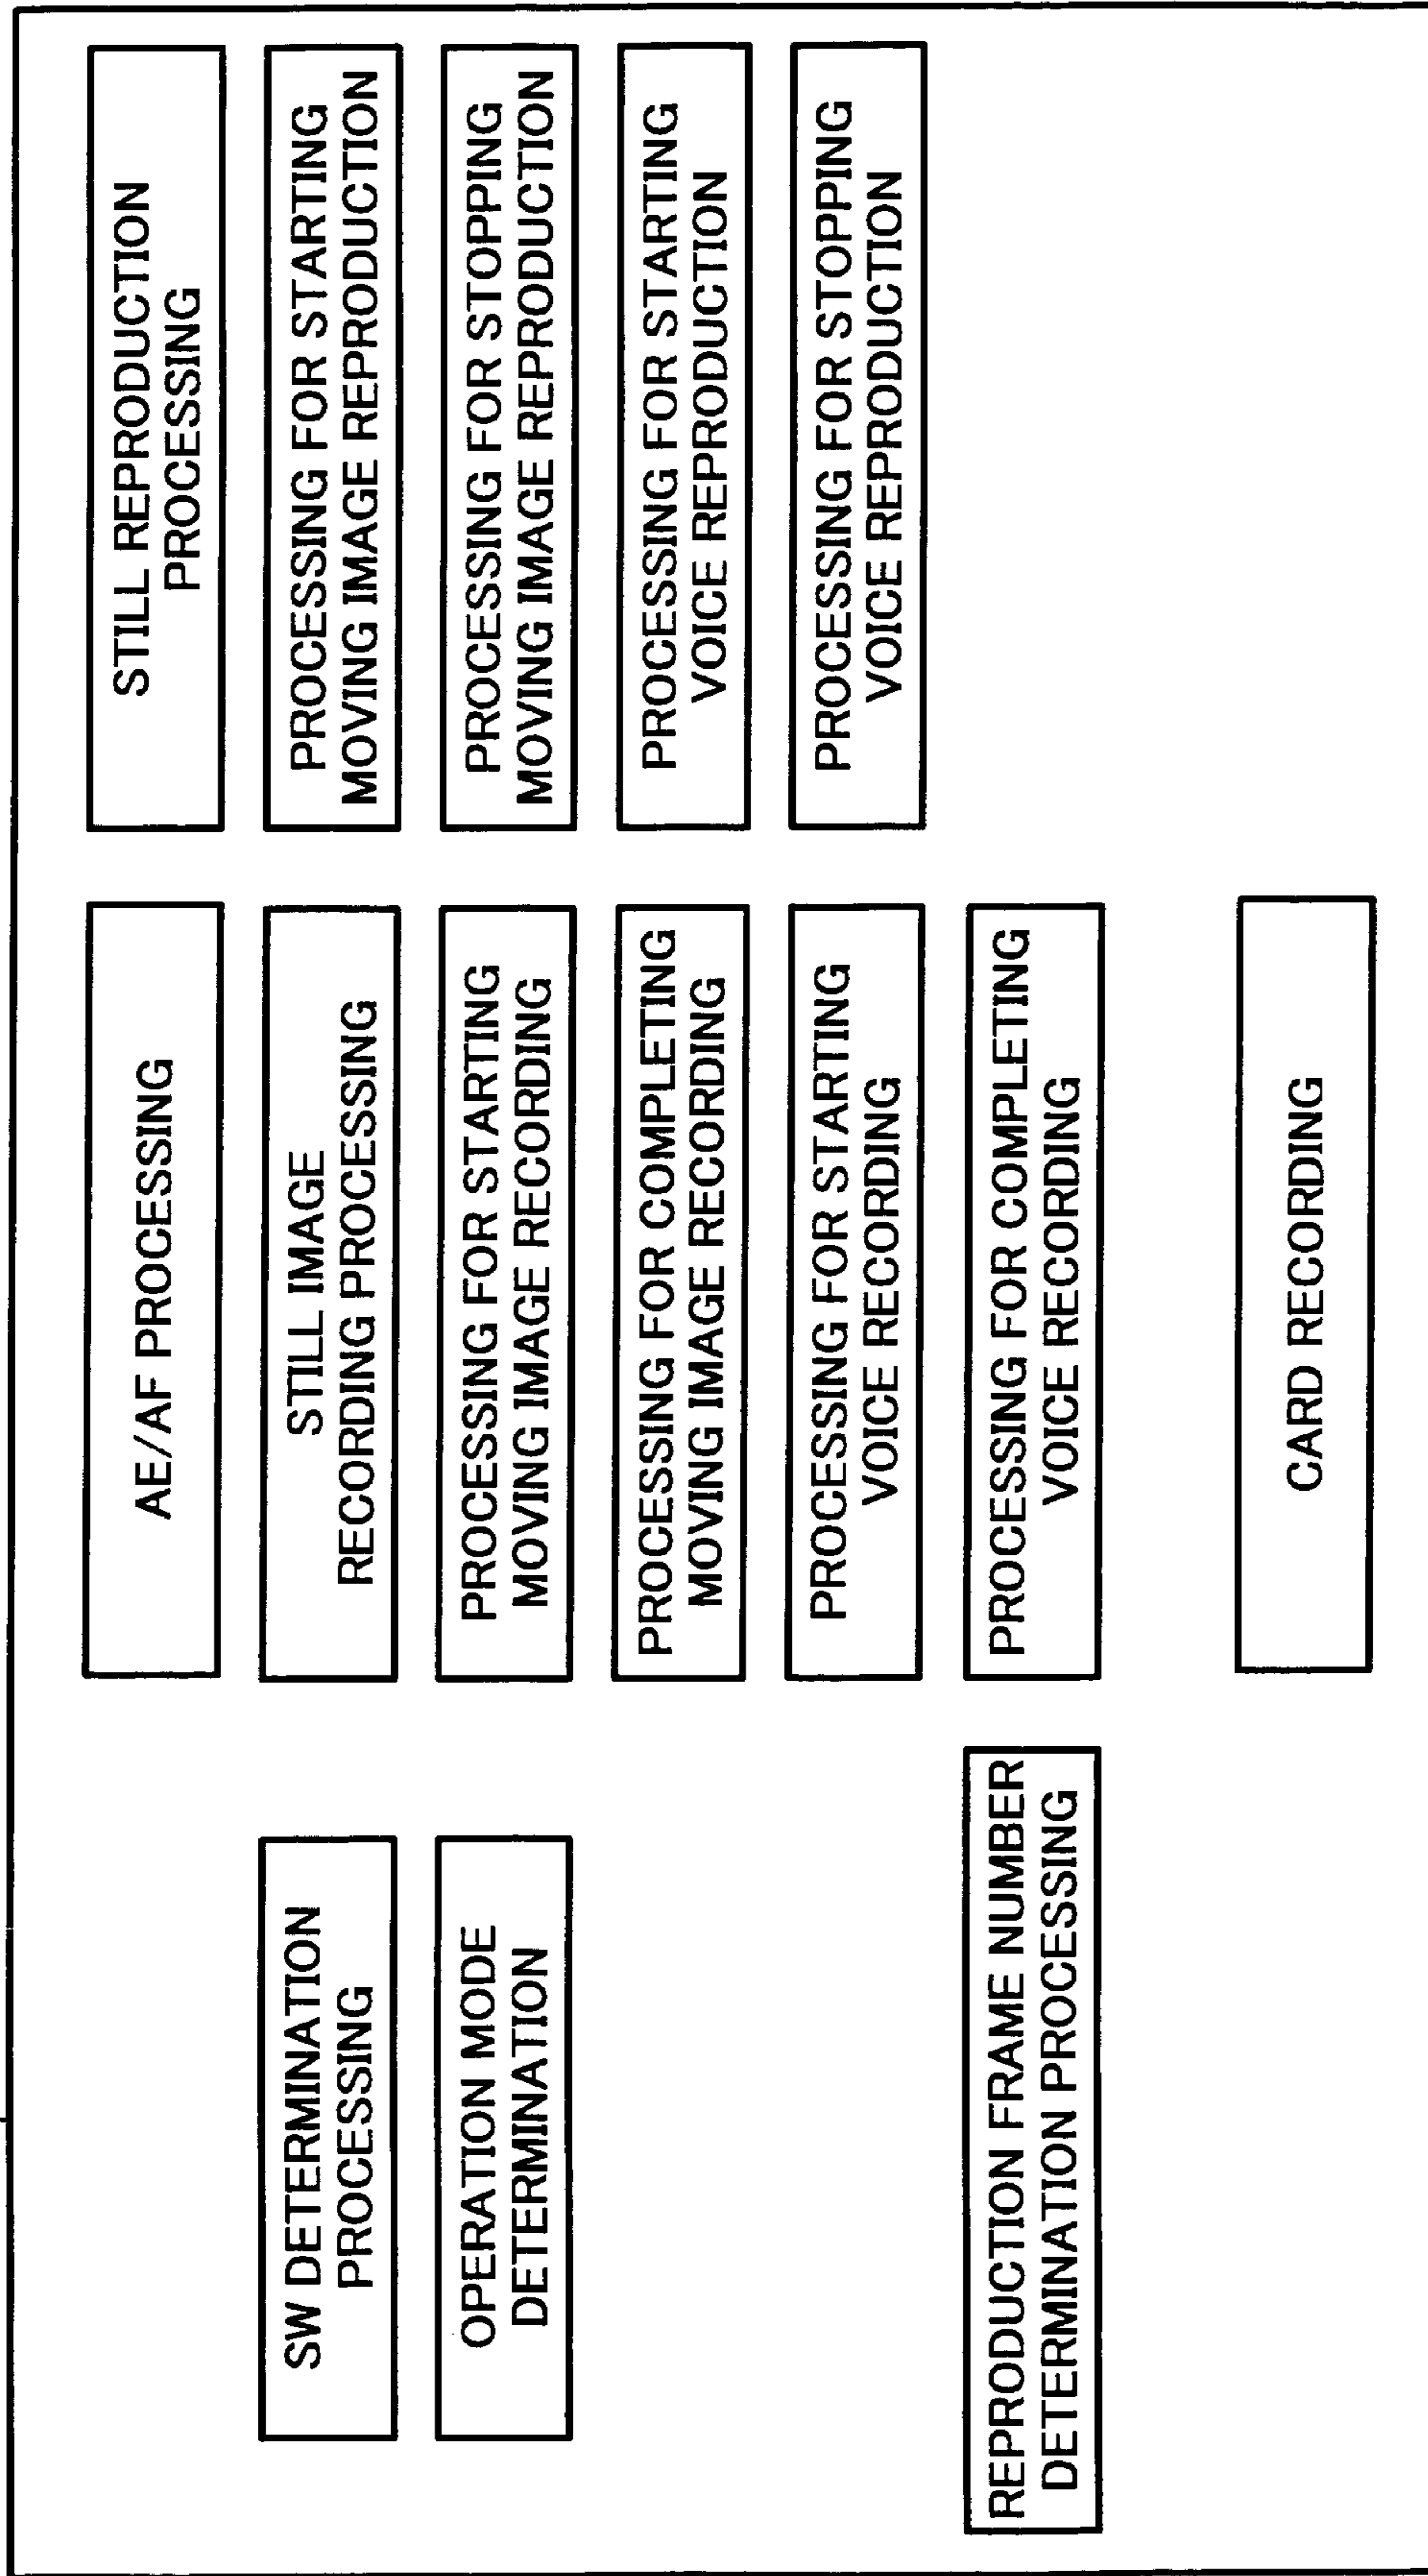 SW DETERMINATION
PROCESSING
OPERATION MODE
DETERMINATION
REPRODUCTION FRAME NUMBER
DETERMINATION PROCESSING
AE/AF PROCESSING
STILL IMAGE
RECORDING PROCESSING
PROCESSING FOR STARTING
MOVING IMAGE RECORDING
PROCESSING FOR COMPLETING
MOVING IMAGE RECORDING
PROCESSING FOR STARTING
VOICE RECORDING
PROCESSING FOR COMPLETING
VOICE RECORDING
CARD RECORDING
STILL REPRODUCTION
PROCESSING
PROCESSING FOR STARTING
MOVING IMAGE REPRODUCTION
PROCESSING FOR STOPPING
MOVING IMAGE REPRODUCTION
PROCESSING FOR STARTING
VOICE REPRODUCTION
PROCESSING FOR STOPPING
VOICE REPRODUCTION